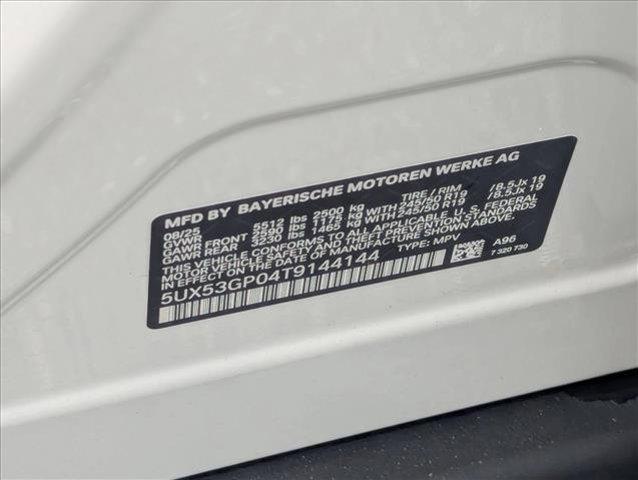 MFD BY BAYERISCHE MOTOREN WERKE AG
08/25 TIRE / RIM
GVWR 5512 lbs 2500 kg
GAWR FRONT 2590 lbs 1175 kg WITH 245/50 R19 / 8.5Jx 19
GAWR REAR 3230 lbs 1465 kg WITH 245/50 R19 / 8.5Jx 19
THIS VEHICLE CONFORMS TO ALL APPLICABLE U.S. FEDERAL
MOTOR VEHICLE SAFETY AND THEFT PREVENTION STANDARDS
IN EFFECT ON THE DATE OF MANUFACTURE SHOWN ABOVE.
5UX53GP04T9144144 TYPE: MPV
A96
7 320 730